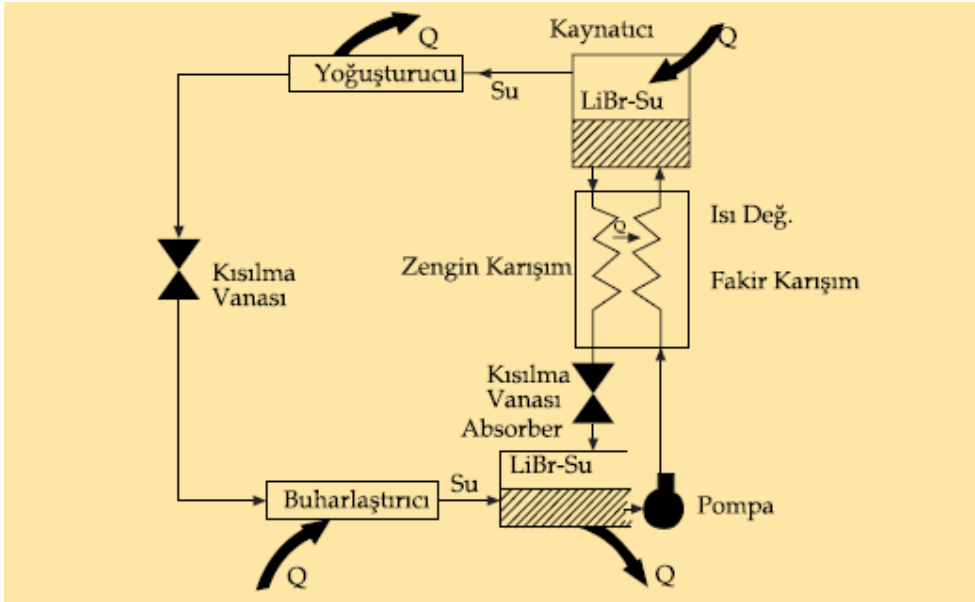 Q
Kaynatıcı
Q
Yoğuşturucu
Su
LiBr-Su
Isı Değ.
Q
Zengin Karışım
Fakir Karışım
Kısılma
Vanası
Kısılma
Vanası
Absorber
LiBr-Su
Su
Buharlaştırıcı
Pompa
Q
Q